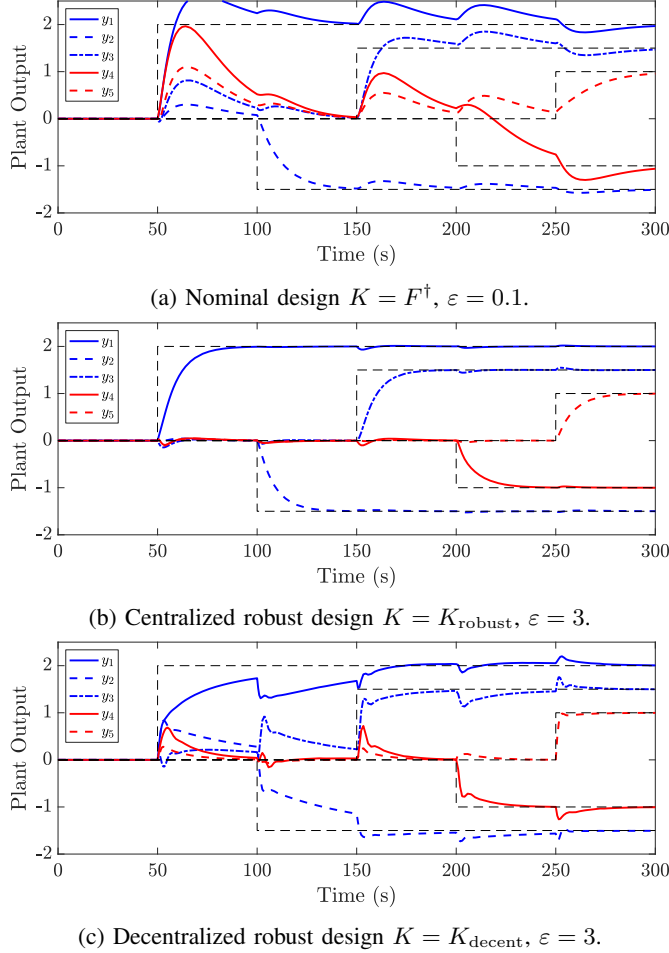 y1
y2
y3
y4
y5
Plant Output
2
1
0
-1
-2
0 50 100 150 200 250 300
Time (s)
(a) Nominal design K = F†, ε = 0.1.
y1
y2
y3
y4
y5
Plant Output
2
1
0
-1
-2
0 50 100 150 200 250 300
Time (s)
(b) Centralized robust design K = Krobust, ε = 3.
y1
y2
y3
y4
y5
Plant Output
2
1
0
-1
-2
0 50 100 150 200 250 300
Time (s)
(c) Decentralized robust design K = Kdecent, ε = 3.